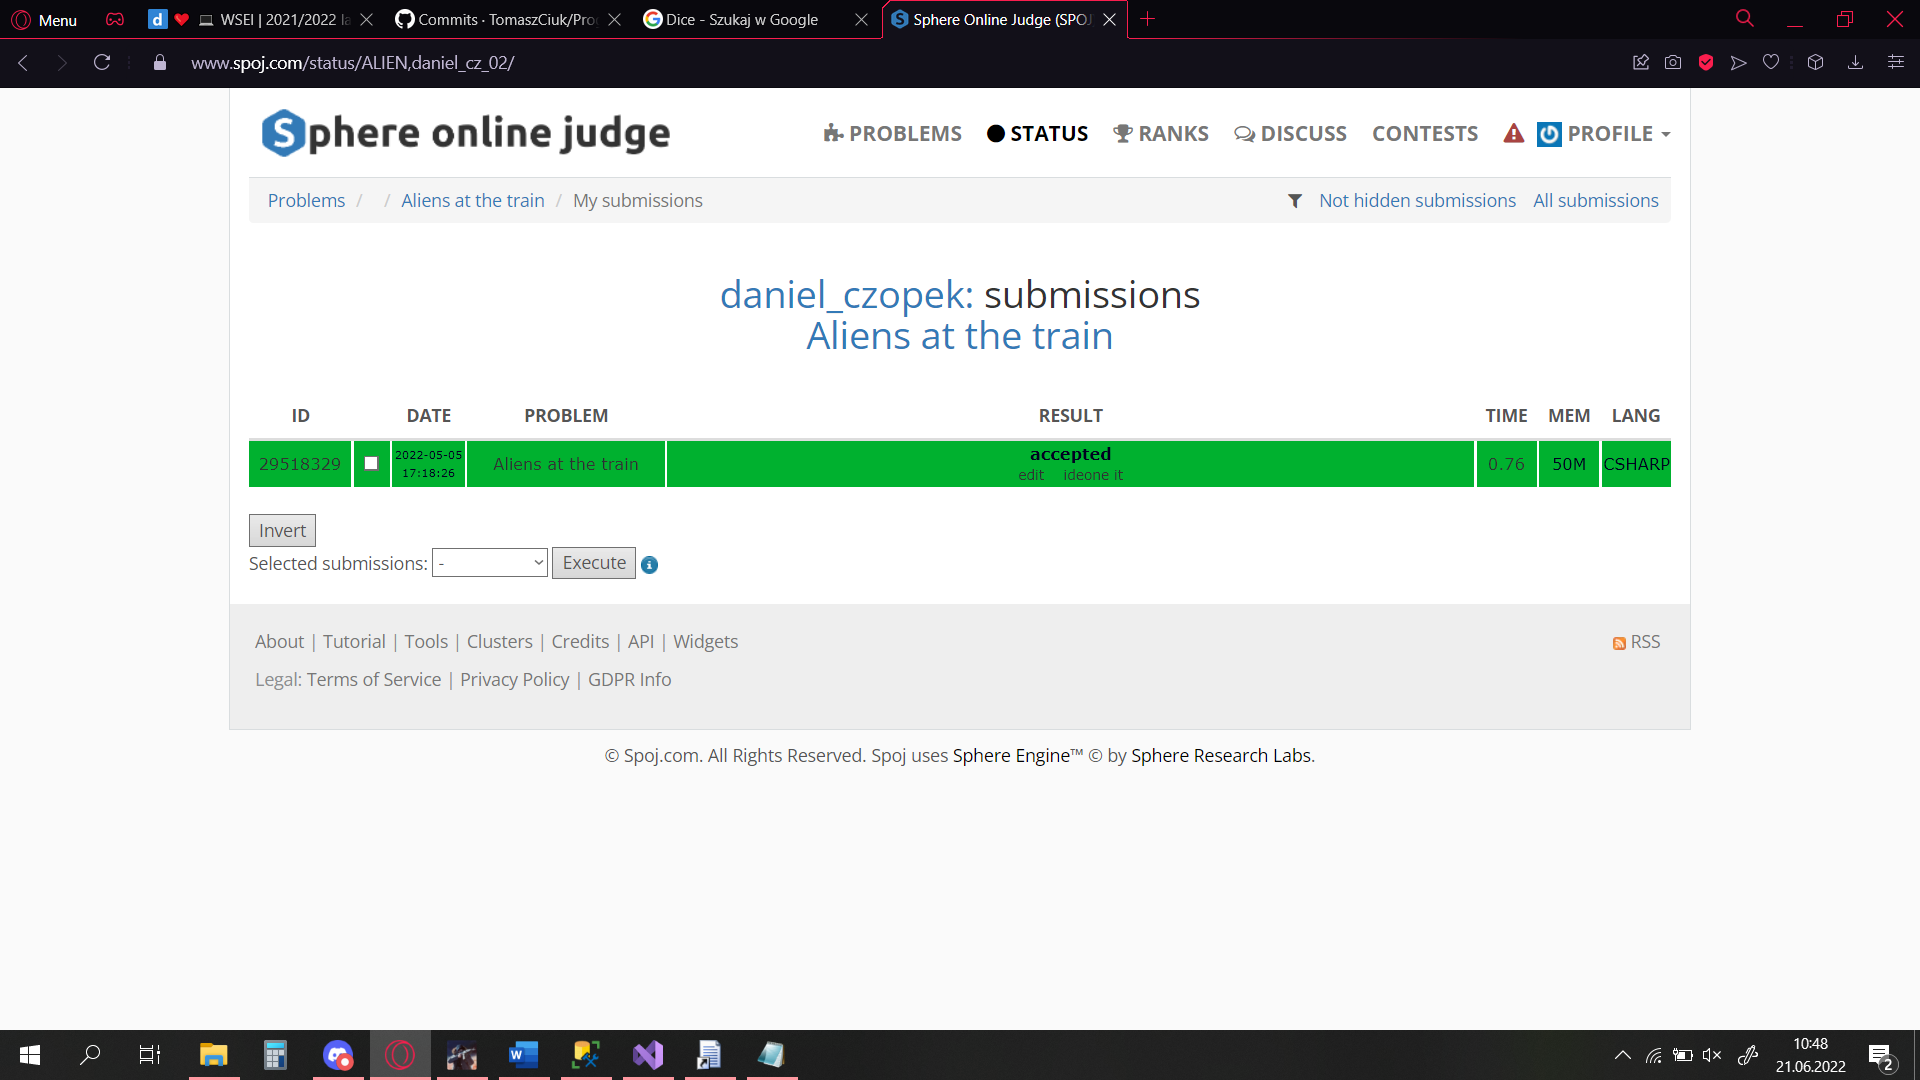 Menu
WSEI | 2021/2022 la
Commits · TomaszCiuk/Pro
Dice - Szukaj w Google
Sphere Online Judge (SPOJ
www.spoj.com/status/ALIEN,daniel_cz_02/
Sphere online judge
PROBLEMS STATUS RANKS DISCUSS CONTESTS PROFILE
Problems / / Aliens at the train / My submissions
Not hidden submissions All submissions
daniel_czopek: submissions
Aliens at the train
ID DATE PROBLEM RESULT TIME MEM LANG
29518329 2022-05-05 17:18:26 Aliens at the train accepted edit ideone it 0.76 50M CSHARP
Invert
Selected submissions: - Execute
About | Tutorial | Tools | Clusters | Credits | API | Widgets
RSS
Legal: Terms of Service | Privacy Policy | GDPR Info
© Spoj.com. All Rights Reserved. Spoj uses Sphere Engine™ © by Sphere Research Labs.
10:48
21.06.2022
2